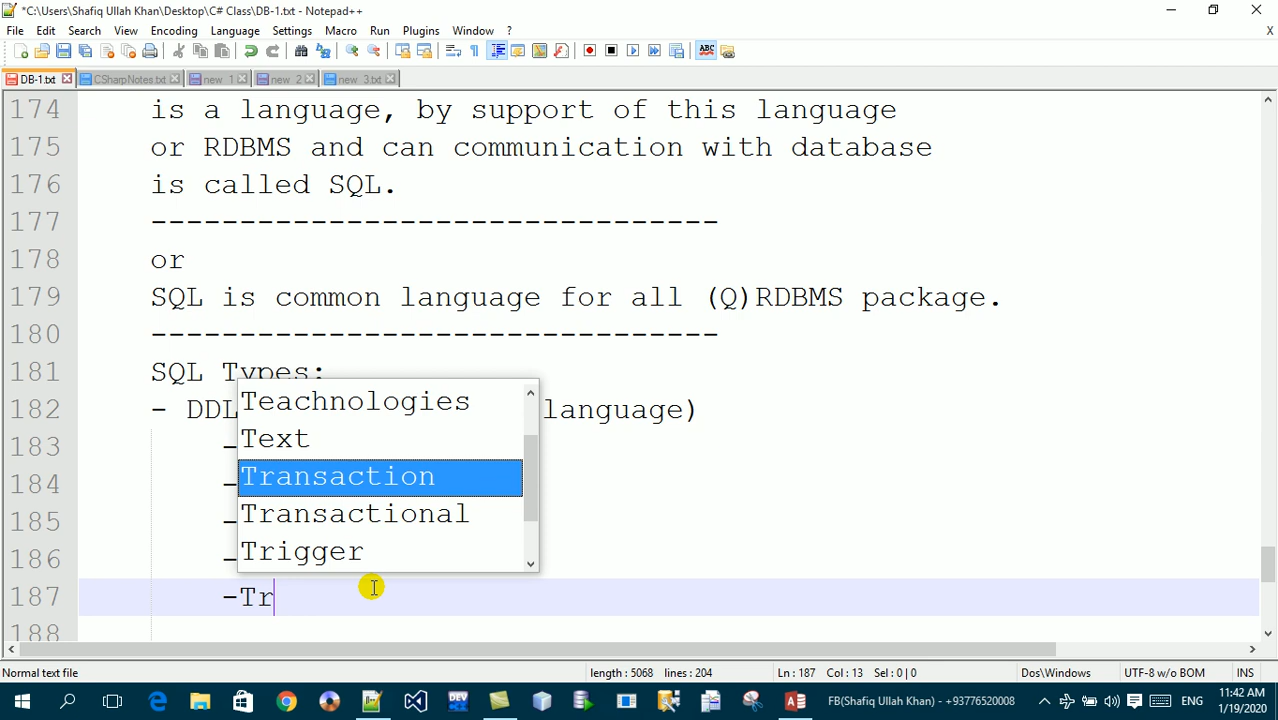 *C:\Users\Shafiq Ullah Khan\Desktop\C# Class\DB-1.txt - Notepad++
File Edit Search View Encoding Language Settings Macro Run Plugins Window ? X
DB-1.txt CSharpNotes.txt new 1 new 2 new 3.txt
174 is a language, by support of this language
175 or RDBMS and can communication with database
176 is called SQL.
177 --------------------------------
178 or
179 SQL is common language for all (Q)RDBMS package.
180 --------------------------------
181 SQL Types:
182 - DDL language)
183 -
184 -
185 -
186 -
187 -Tr
188
Teachnologies
Text
Transaction
Transactional
Trigger
Normal text file length : 5068 lines : 204 Ln : 187 Col : 13 Sel : 0 | 0 Dos\Windows UTF-8 w/o BOM INS
FB(Shafiq Ullah Khan) - +93776520008 ENG 11:42 AM
1/19/2020